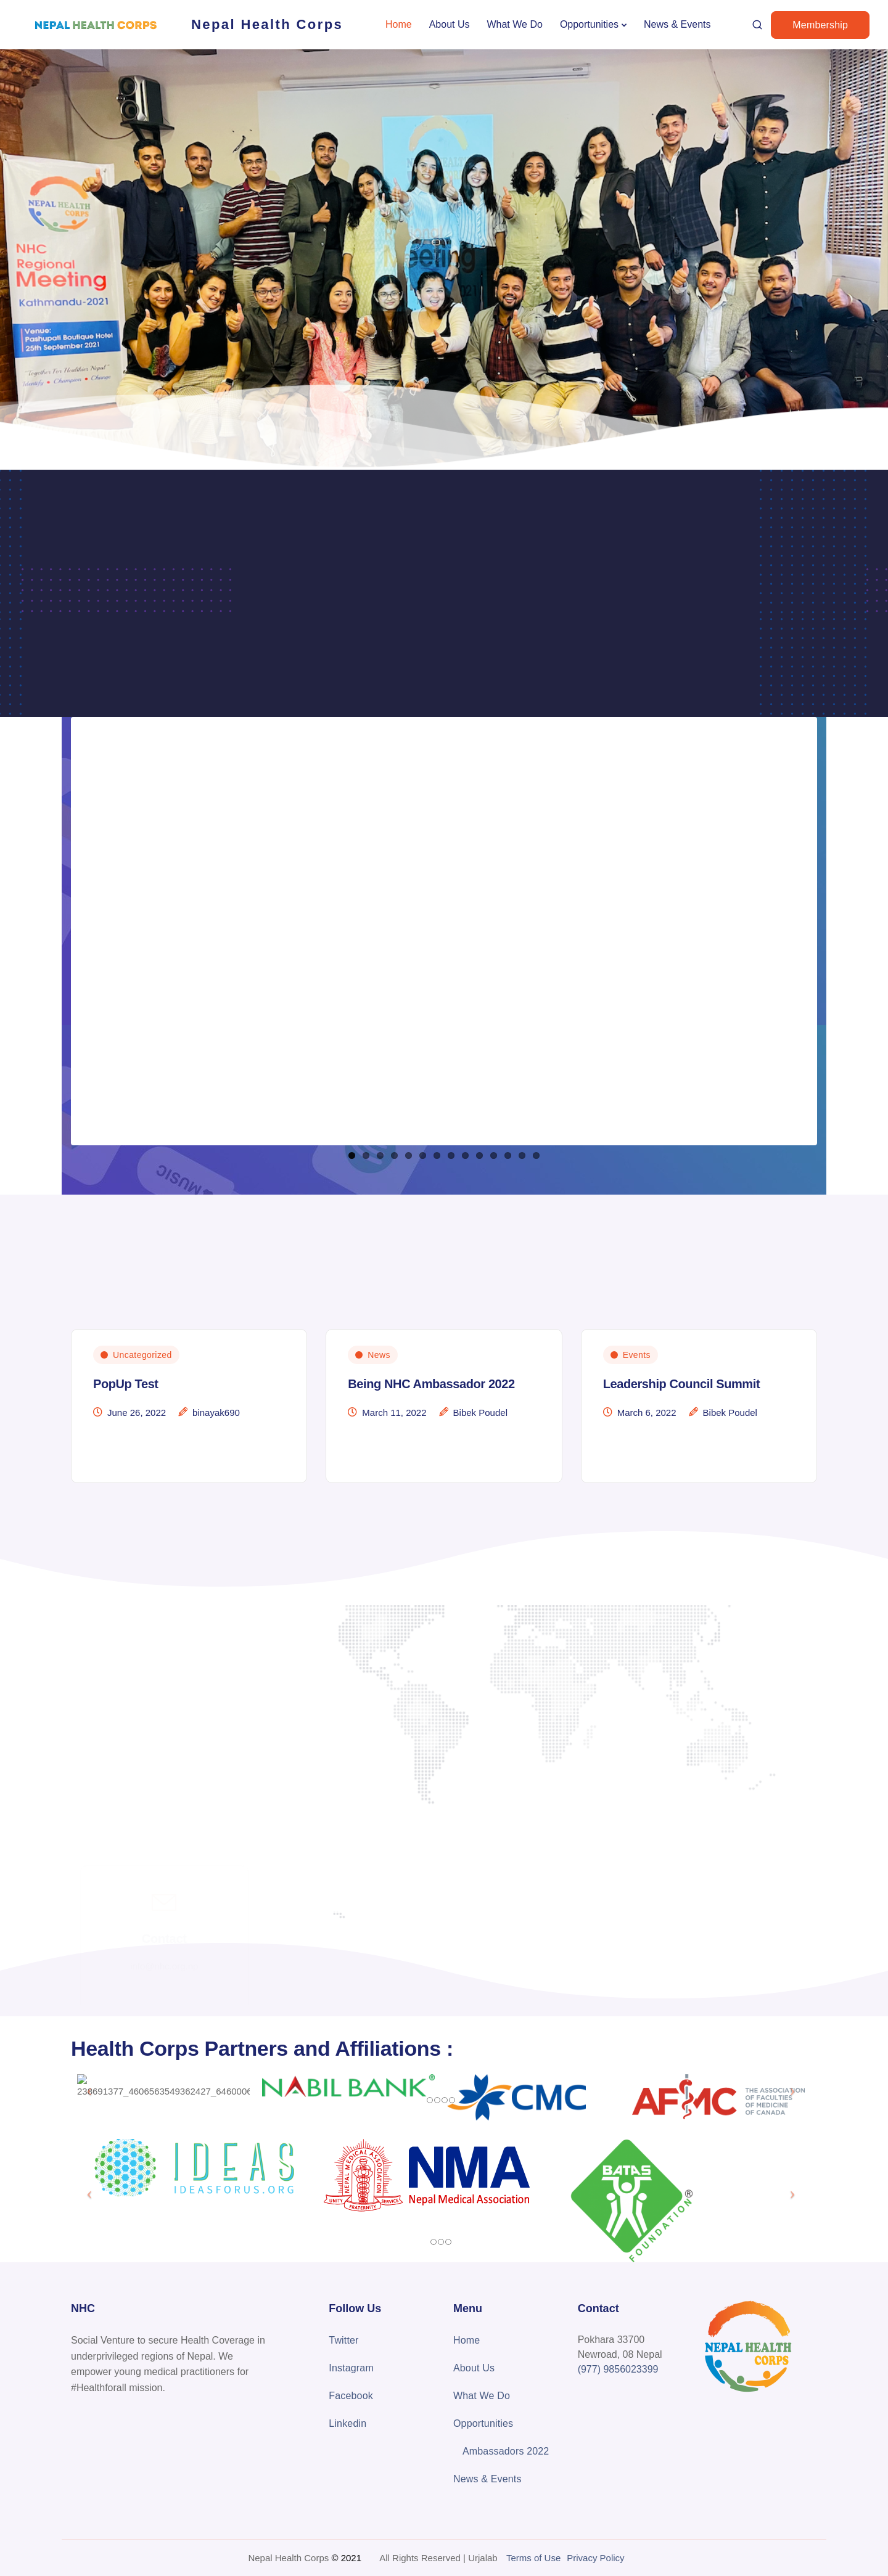 NEPAL HEALTH CORPS
Nepal Health Corps
Home
About Us
What We Do
Opportunities
News & Events
Membership
NEPAL HEALTH
CORPS
NHC
Regional
Meeting
Kathmandu-2021
Venue:
Pashupati Boutique Hotel
25th September 2021
"Together For Healthier Nepal"
MUSIC
Uncategorized
PopUp Test
June 26, 2022
binayak690
News
Being NHC Ambassador 2022
March 11, 2022
Bibek Poudel
Events
Leadership Council Summit
March 6, 2022
Bibek Poudel
Health Corps Partners and Affiliations :
NABIL BANK
CMC
AFMC
THE ASSOCIATION
OF FACULTIES
OF MEDICINE
OF CANADA
IDEAS
IDEASFORUS.ORG
NEPAL MEDICAL ASSOCIATION
UNITY FRATERNITY SERVICE
NMA
Nepal Medical Association
BATAS
FOUNDATION
®
NHC
Social Venture to secure Health Coverage in
underprivileged regions of Nepal. We
empower young medical practitioners for
#Healthforall mission.
Follow Us
Twitter
Instagram
Facebook
Linkedin
Menu
Home
About Us
What We Do
Opportunities
Ambassadors 2022
News & Events
Contact
Pokhara 33700
Newroad, 08 Nepal
(977) 9856023399
NEPAL HEALTH
CORPS
Nepal Health Corps © 2021
All Rights Reserved | Urjalab
Terms of Use
Privacy Policy